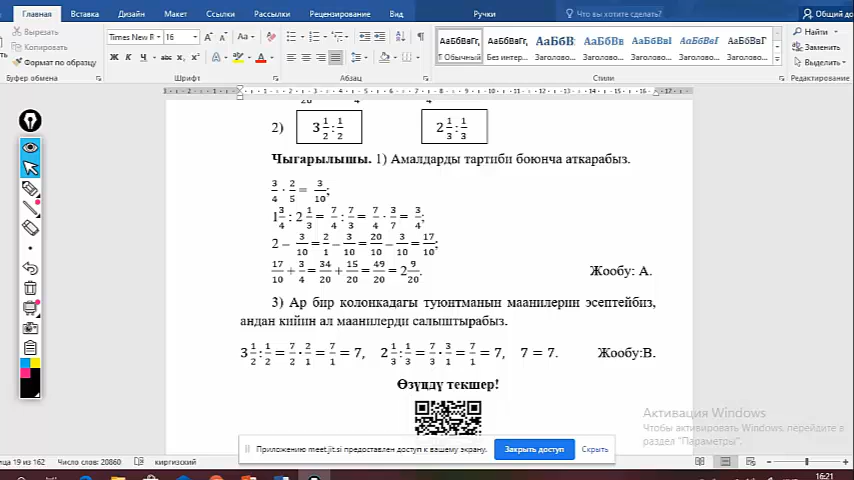 Главная Вставка Дизайн Макет Ссылки Рассылки Рецензирование Вид Ручки Что вы хотите сделать? Общий до
Вырезать
Копировать
Формат по образцу
Times New R 16
Ж К Ч
Буфер обмена Шрифт Абзац Стили Редактирование
АаБбВвГг, АаБбВвГг, АаБбВ АаБбВв АаБбВвІ АаБбВвІ АаБбВвГ
Т Обычный Без интер... Заголово... Заголово... Заголово... Заголово... Заголово...
Найти
Заменить
Выделить
2) 3 1/2 : 1/2 2 1/3 : 1/3
Чыгарылышы. 1) Амалдарды тартиби боюнча аткарабыз.
3/4 · 2/5 = 3/10;
1 3/4 : 2 1/3 = 7/4 : 7/3 = 7/4 · 3/7 = 3/4;
2 – 3/10 = 2/1 – 3/10 = 20/10 – 3/10 = 17/10;
17/10 + 3/4 = 34/20 + 15/20 = 49/20 = 2 9/20. Жообу: А.
3) Ар бир колонкадагы туюнтманын маанилерин эсептейбиз,
андан кийин ал маанилерди салыштырабыз.
3 1/2 : 1/2 = 7/2 · 2/1 = 7/1 = 7, 2 1/3 : 1/3 = 7/3 · 3/1 = 7/1 = 7, 7 = 7. Жообу:В.
Өзүңдү текшер!
Активация Windows
Чтобы активировать Windows, перейдите в
раздел "Параметры".
Приложению meet.jit.si предоставлен доступ к вашему экрану. Закрыть доступ Скрыть
ица 19 из 162 Число слов: 20860 киргизский 100%
16:21